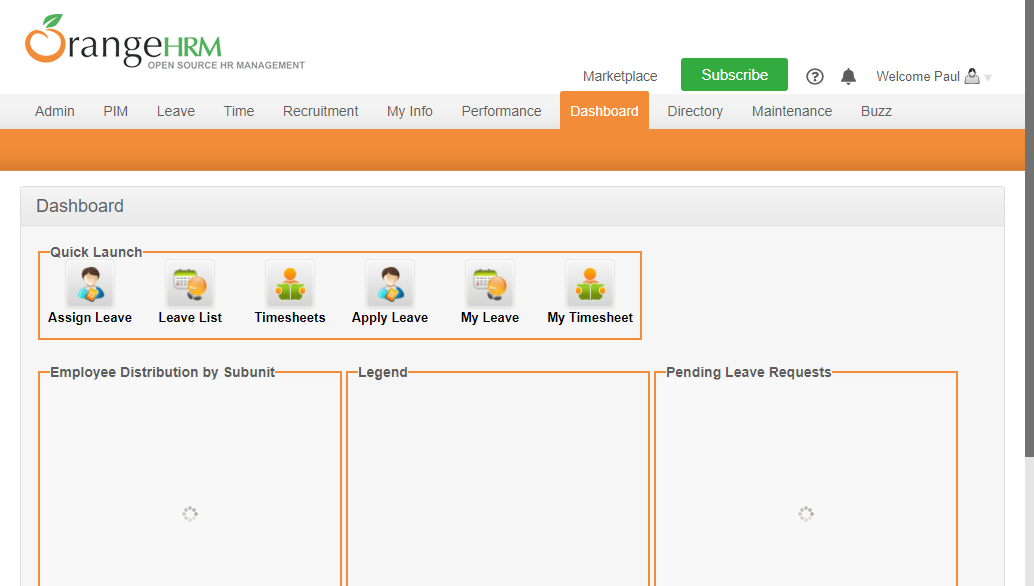 OrangeHRM
OPEN SOURCE HR MANAGEMENT
Marketplace Subscribe ? Welcome Paul
Admin PIM Leave Time Recruitment My Info Performance Dashboard Directory Maintenance Buzz
Dashboard
Quick Launch
Assign Leave Leave List Timesheets Apply Leave My Leave My Timesheet
Employee Distribution by Subunit Legend Pending Leave Requests